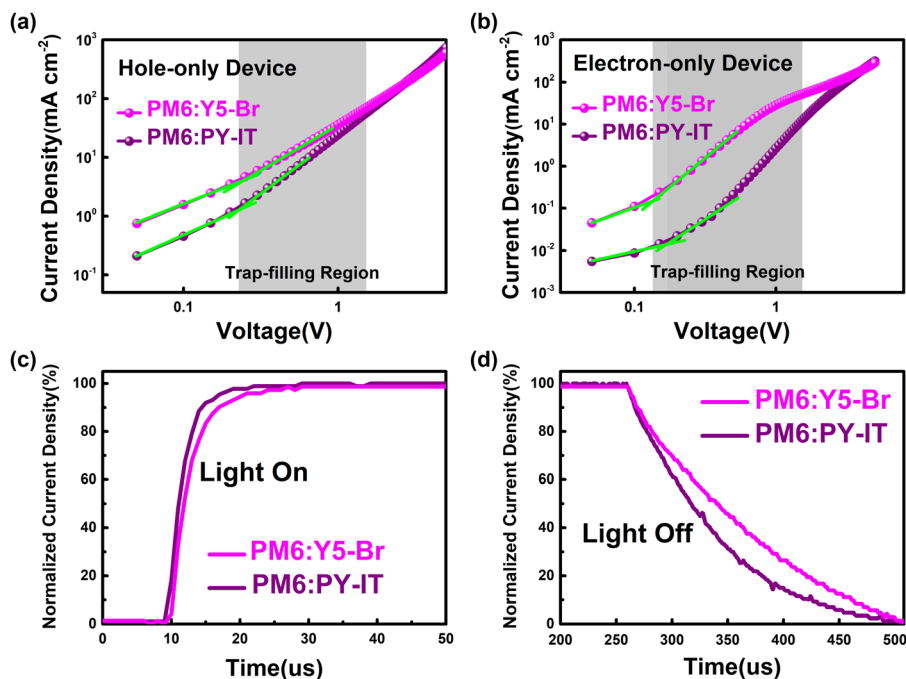 (a)
10^3
10^2
10^1
10^0
10^-1
Current Density(mA cm^-2)
Hole-only Device
PM6:Y5-Br
PM6:PY-IT
Trap-filling Region
0.1
1
Voltage(V)
(b)
10^3
10^2
10^1
10^0
10^-1
10^-2
10^-3
Current Density(mA cm^-2)
Electron-only Device
PM6:Y5-Br
PM6:PY-IT
Trap-filling Region
0.1
1
Voltage(V)
(c)
100
80
60
40
20
0
Normalized Current Density(%)
Light On
PM6:Y5-Br
PM6:PY-IT
0
10
20
30
40
50
Time(us)
(d)
100
80
60
40
20
0
Normalized Current Density(%)
PM6:Y5-Br
PM6:PY-IT
Light Off
200
250
300
350
400
450
500
Time(us)